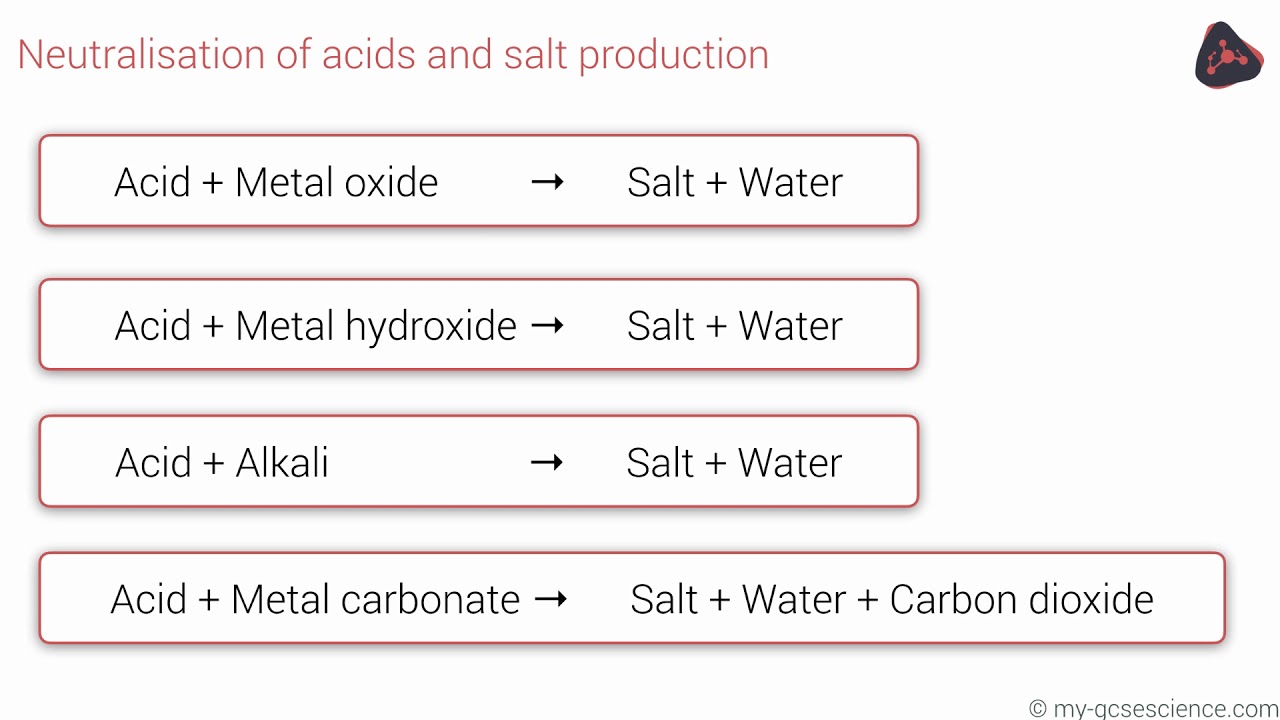 Neutralisation of acids and salt production
Acid + Metal oxide → Salt + Water
Acid + Metal hydroxide → Salt + Water
Acid + Alkali → Salt + Water
Acid + Metal carbonate → Salt + Water + Carbon dioxide
© my-gcsescience.com